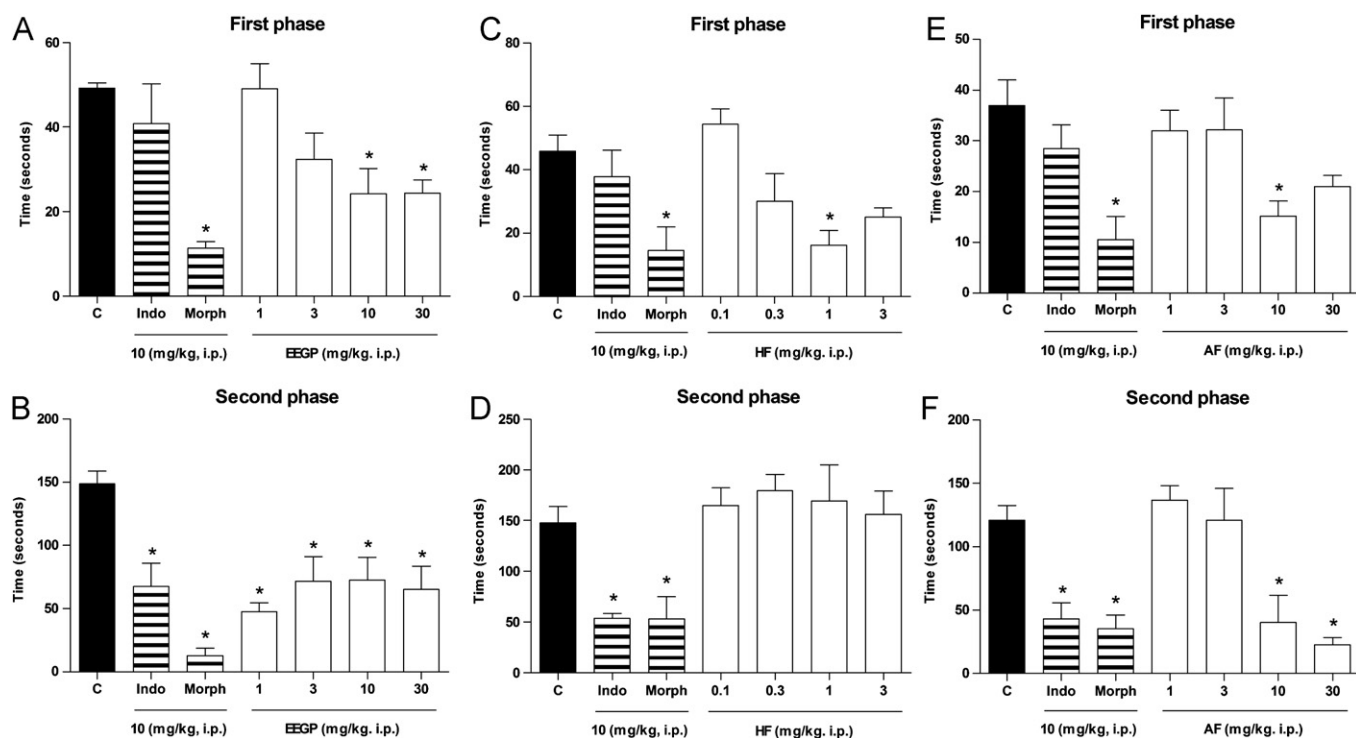 A
First phase
Time (seconds)
60
40
20
0
C Indo Morph 1 3 10 30
10 (mg/kg, i.p.) EEGP (mg/kg. i.p.)
* * *
C
First phase
Time (seconds)
80
60
40
20
0
C Indo Morph 0.1 0.3 1 3
10 (mg/kg, i.p.) HF (mg/kg. i.p.)
* *
E
First phase
Time (seconds)
50
40
30
20
10
0
C Indo Morph 1 3 10 30
10 (mg/kg, i.p.) AF (mg/kg. i.p.)
* *
B
Second phase
Time (seconds)
200
150
100
50
0
C Indo Morph 1 3 10 30
10 (mg/kg, i.p.) EEGP (mg/kg. i.p.)
* * * * * *
D
Second phase
Time (seconds)
250
200
150
100
50
0
C Indo Morph 0.1 0.3 1 3
10 (mg/kg, i.p.) HF (mg/kg. i.p.)
* *
F
Second phase
Time (seconds)
200
150
100
50
0
C Indo Morph 1 3 10 30
10 (mg/kg, i.p.) AF (mg/kg. i.p.)
* * * *